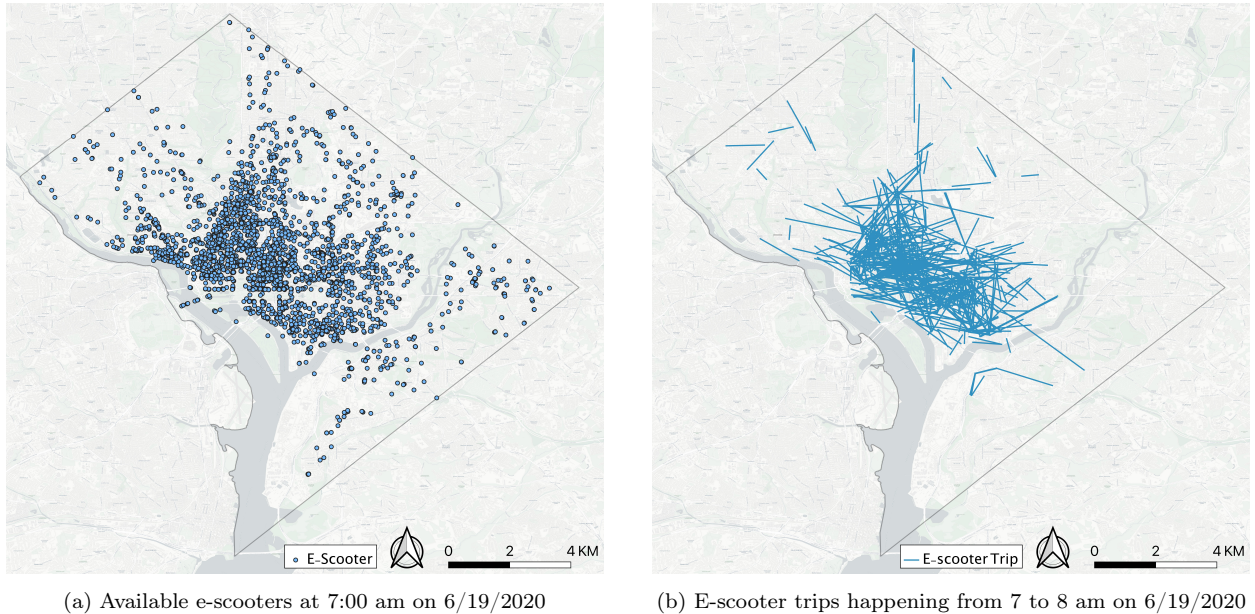 E-Scooter
0 2 4 KM
E-scooter Trip
0 2 4 KM
(a) Available e-scooters at 7:00 am on 6/19/2020
(b) E-scooter trips happening from 7 to 8 am on 6/19/2020